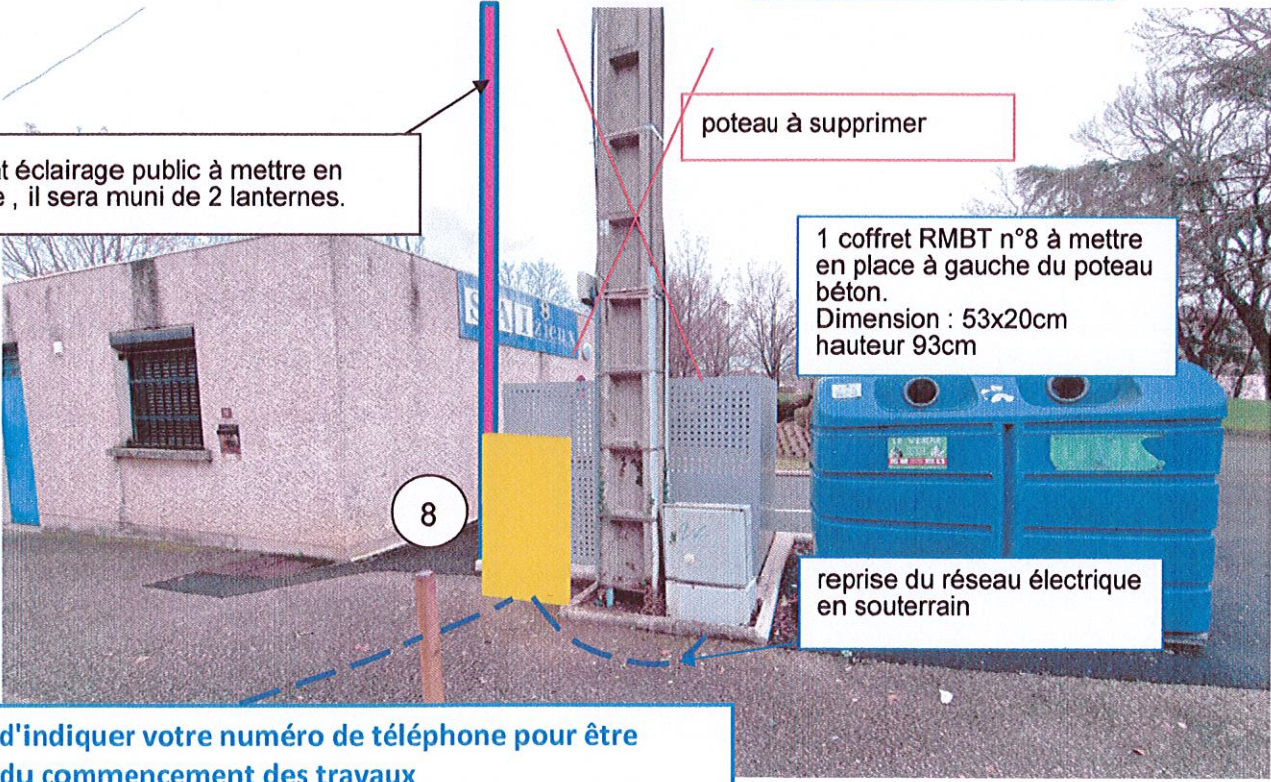 poteau à supprimer
t éclairage public à mettre en
, il sera muni de 2 lanternes.
1 coffret RMBT n°8 à mettre
en place à gauche du poteau
béton.
Dimension : 53x20cm
hauteur 93cm
8
reprise du réseau électrique
en souterrain
d'indiquer votre numéro de téléphone pour être
du commencement des travaux
LE VERRE